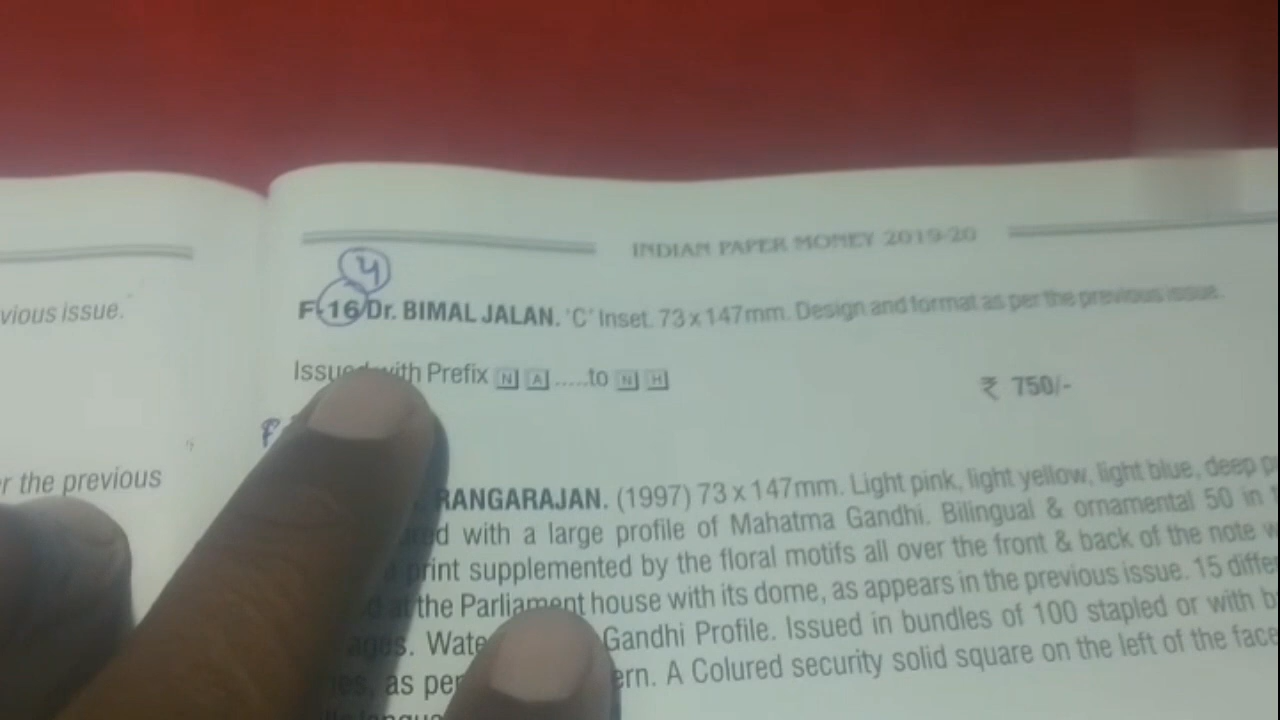 INDIAN PAPER MONEY 2019-20
vious issue.
4
F-16 Dr. BIMAL JALAN. 'C' Inset. 73 x 147mm. Design and format as per the previous issue.
Issued with Prefix N A .....to N H ₹ 750/-
F
r the previous
RANGARAJAN. (1997) 73 x 147mm. Light pink, light yellow, light blue, deep
with a large profile of Mahatma Gandhi. Bilingual & ornamental 50 in
print supplemented by the floral motifs all over the front & back of the note
at the Parliament house with its dome, as appears in the previous issue. 15
Gandhi Profile. Issued in bundles of 100 stapled or with
as per ern. A Colured security solid square on the left of the face